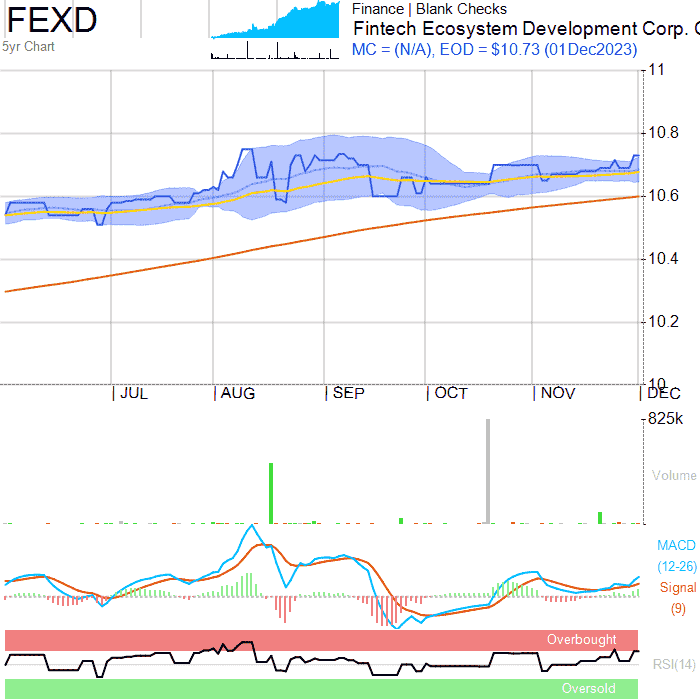 FEXD
5yr Chart
Finance | Blank Checks
Fintech Ecosystem Development Corp. C
MC = (N/A), EOD = $10.73 (01Dec2023)
11
10.8
10.6
10.4
10.2
10
JUL AUG SEP OCT NOV DEC
825k
Volume
MACD
(12-26)
Signal
(9)
Overbought
RSI(14)
Oversold